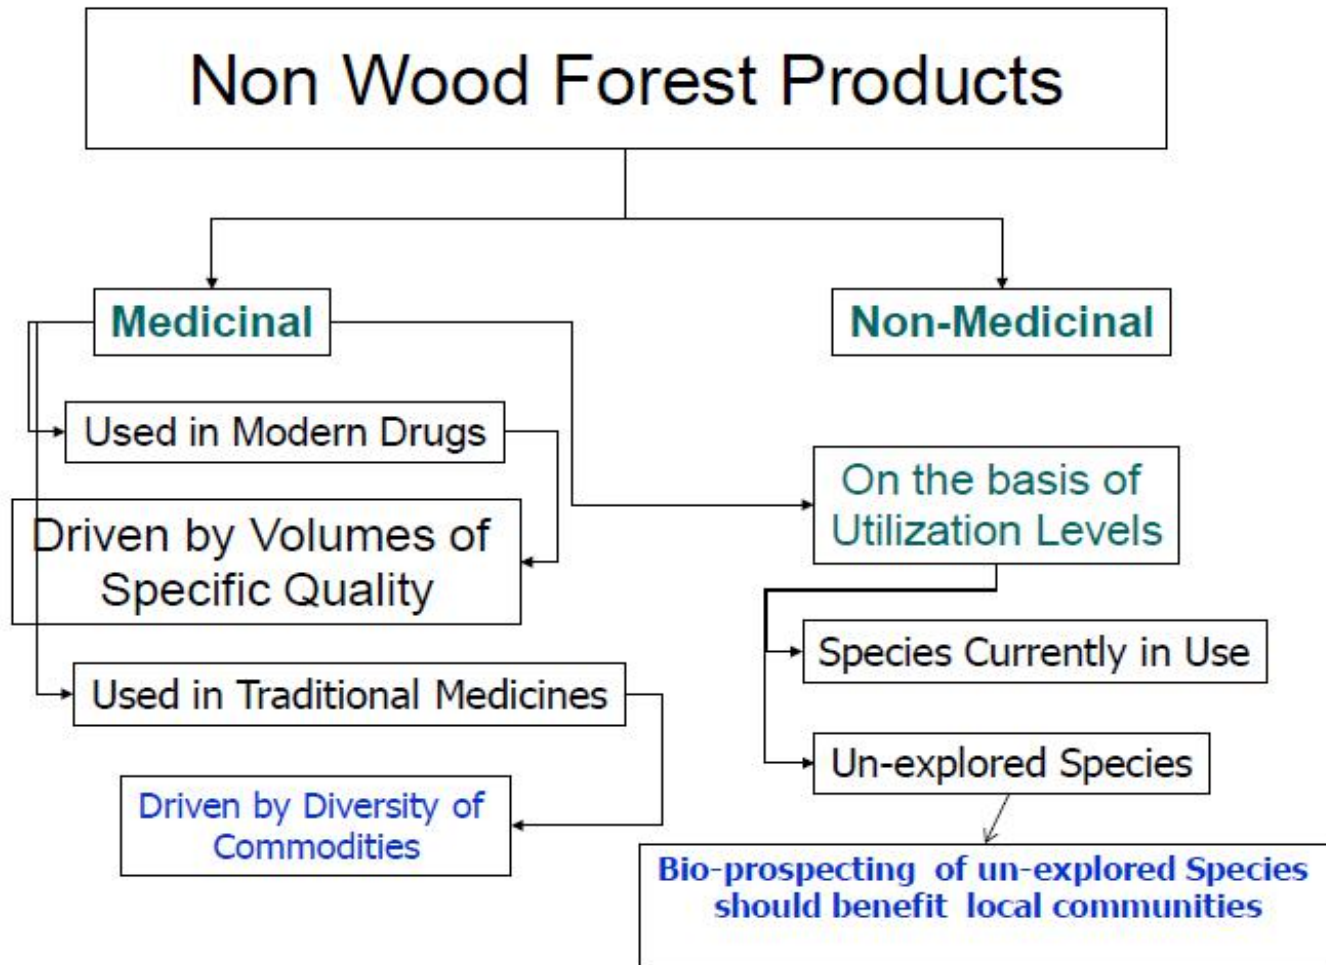 Non Wood Forest Products
Medicinal
Non-Medicinal
Used in Modern Drugs
Driven by Volumes of
Specific Quality
Used in Traditional Medicines
Driven by Diversity of
Commodities
On the basis of
Utilization Levels
Species Currently in Use
Un-explored Species
Bio-prospecting of un-explored Species
should benefit local communities